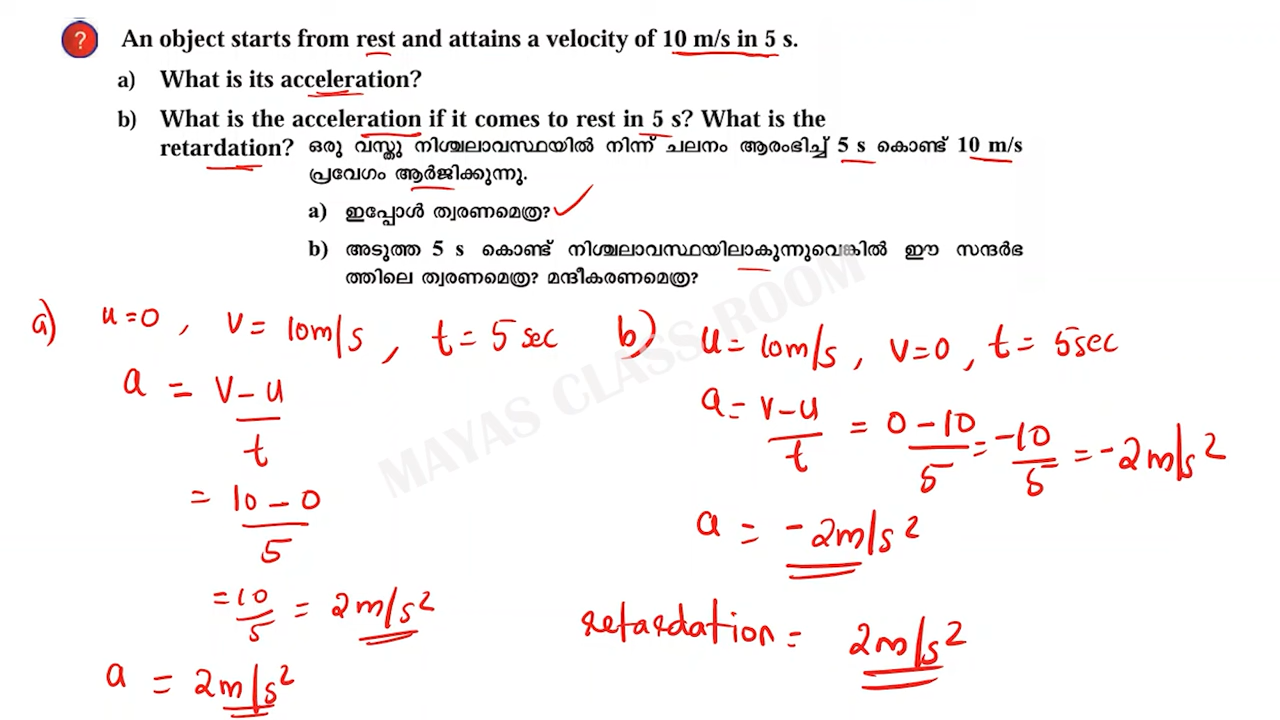 ? An object starts from rest and attains a velocity of 10 m/s in 5 s.
a) What is its acceleration?
b) What is the acceleration if it comes to rest in 5 s? What is the
retardation? ഒരു വസ്തു നിശ്ചലാവസ്ഥയിൽ നിന്ന് ചലനം ആരംഭിച്ച് 5 s കൊണ്ട് 10 m/s
പ്രവേഗം ആർജിക്കുന്നു.
a) ഇപ്പോൾ ത്വരണമെത്ര?
b) അടുത്ത 5 s കൊണ്ട് നിശ്ചലാവസ്ഥയിലാകുന്നുവെങ്കിൽ ഈ സന്ദർഭ
ത്തിലെ ത്വരണമെത്ര? മന്ദീകരണമെത്ര?
MAYAS CLASS ROOM
a) u=0 , v = 10m/s , t = 5 sec
a = v - u / t
= 10 - 0 / 5
= 10/5 = 2m/s²
a = 2m/s²
b) u = 10m/s , v=0 , t = 5sec
a = v-u / t = 0-10 / 5 = -10 / 5 = -2m/s²
a = -2m/s²
retardation = 2m/s²